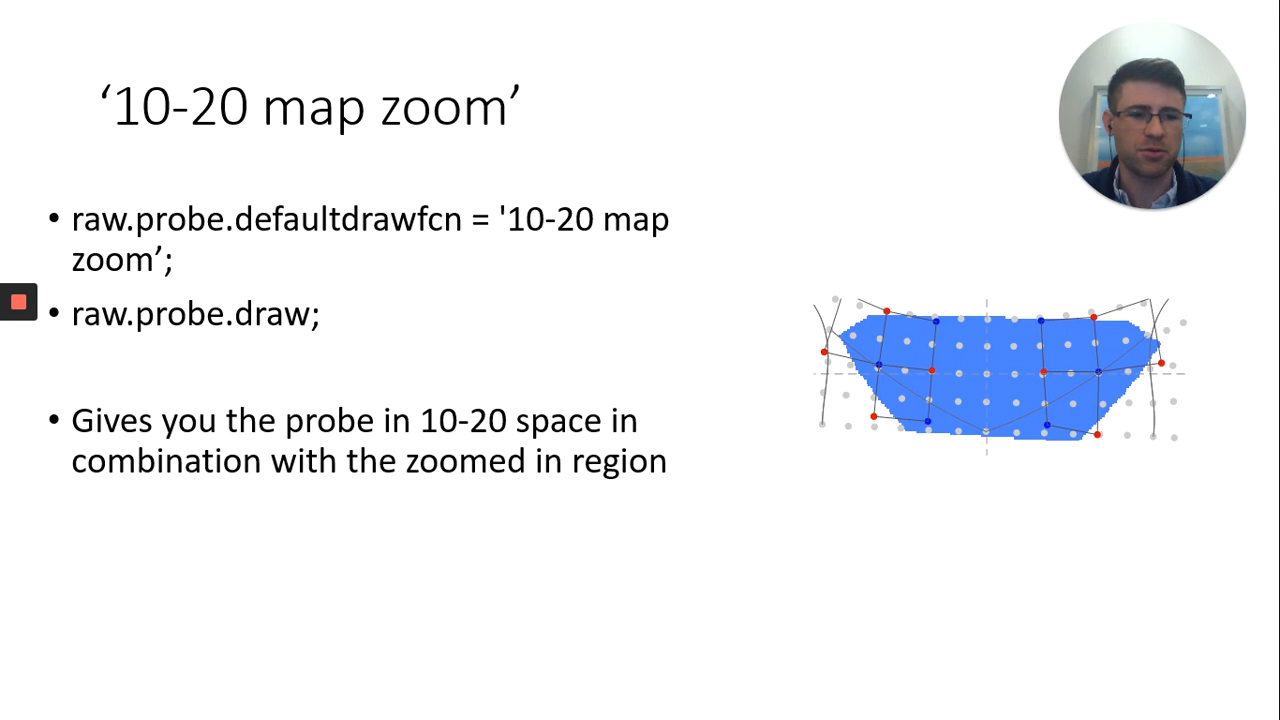 ‘10-20 map zoom’
• raw.probe.defaultdrawfcn = '10-20 map
zoom’;
• raw.probe.draw;
• Gives you the probe in 10-20 space in
combination with the zoomed in region